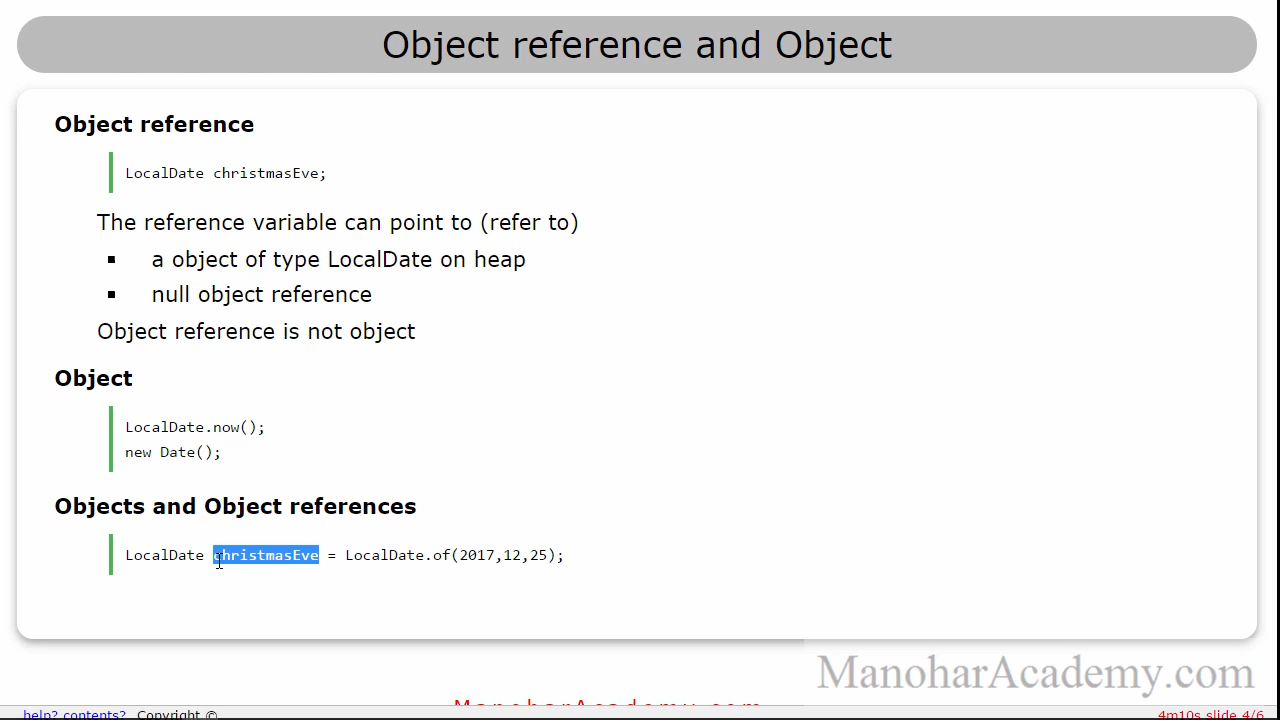 Object reference and Object
Object reference
LocalDate christmasEve;
The reference variable can point to (refer to)
a object of type LocalDate on heap
null object reference
Object reference is not object
Object
LocalDate.now();
new Date();
Objects and Object references
LocalDate christmasEve = LocalDate.of(2017,12,25);
ManoharAcademy.com
ManoharAcademy.com
help? contents? Copyright ©
4m10s slide 4/6